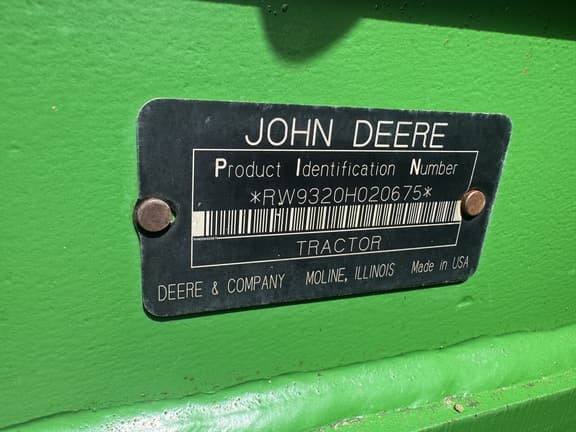 JOHN DEERE
Product Identification Number
*RW9320H020675*
TRACTOR
DEERE & COMPANY MOLINE, ILLINOIS Made in USA